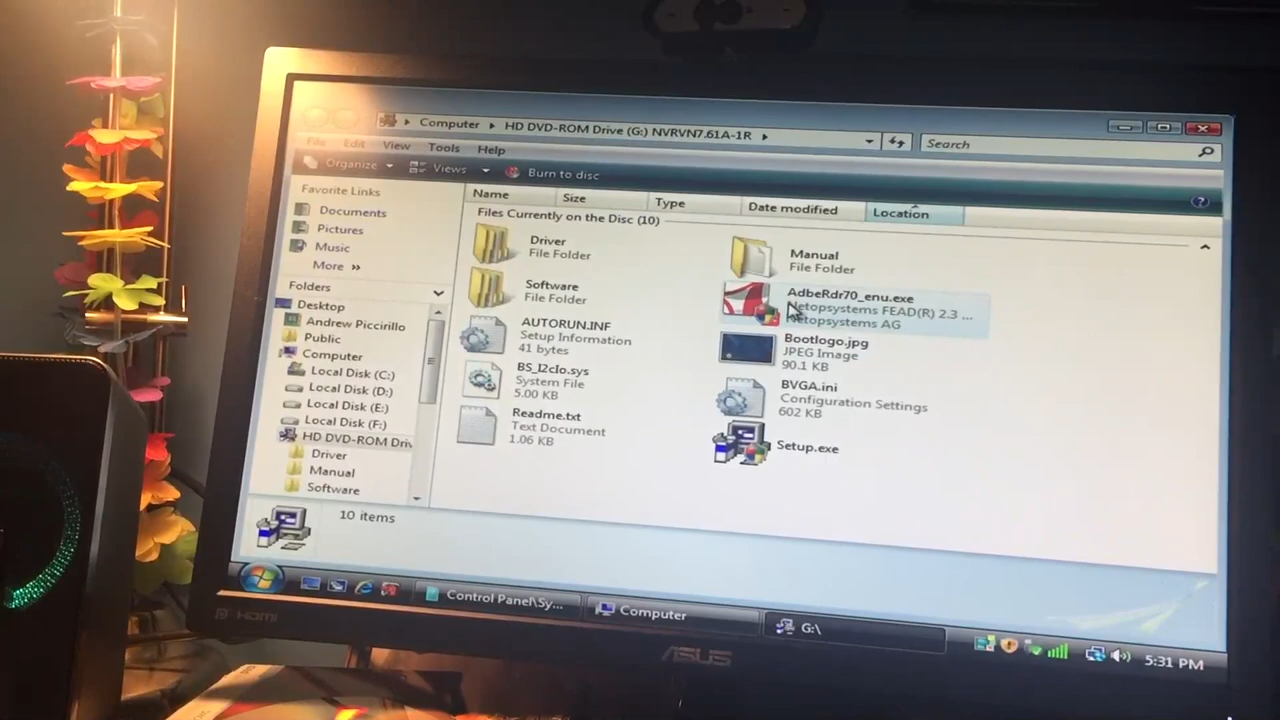 Computer ▸ HD DVD-ROM Drive (G:) NVRVN7.61A-1R ▸
Search
File Edit View Tools Help
Organize Views Burn to disc
Favorite Links
Documents
Pictures
Music
More »
Folders
Desktop
Andrew Piccirillo
Public
Computer
Local Disk (C:)
Local Disk (D:)
Local Disk (E:)
Local Disk (F:)
HD DVD-ROM Driv
Driver
Manual
Software
Name Size Type Date modified Location
Files Currently on the Disc (10)
Driver
File Folder
Software
File Folder
AUTORUN.INF
Setup Information
41 bytes
BS_I2cIo.sys
System File
5.00 KB
Readme.txt
Text Document
1.06 KB
Manual
File Folder
AdbeRdr70_enu.exe
Netopsystems FEAD(R) 2.3 ...
Netopsystems AG
Bootlogo.jpg
JPEG Image
90.1 KB
BVGA.ini
Configuration Settings
602 KB
Setup.exe
10 items
Control Panel\Sy...
Computer
G:\
5:31 PM
HDMI
ASUS